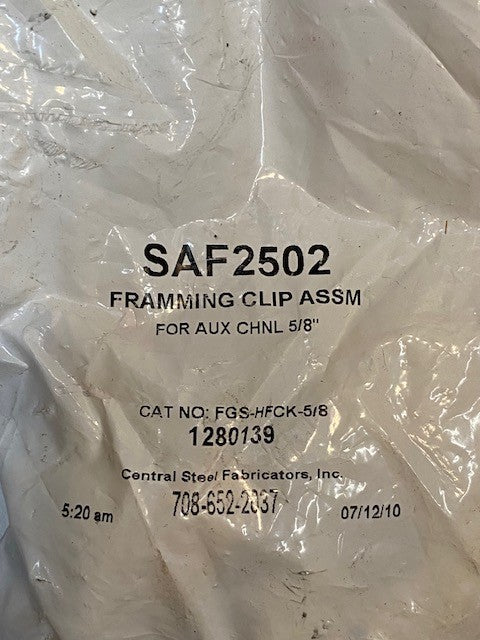 SAF2502
FRAMMING CLIP ASSM
FOR AUX CHNL 5/8"
CAT NO: FGS-HFCK-5/8
1280139
Central Steel Fabricators, Inc.
5:20 am 708-652-2037 07/12/10